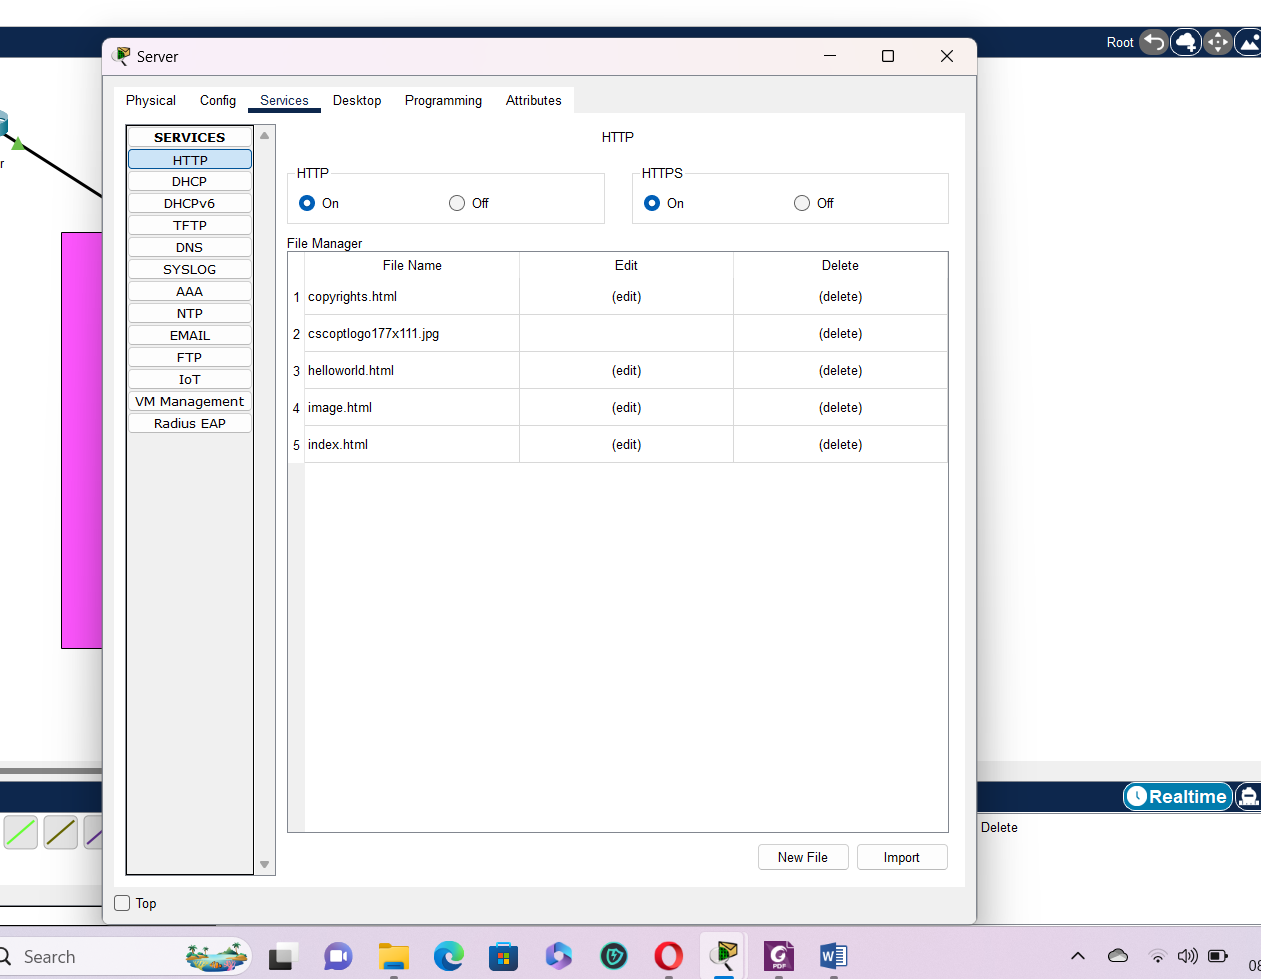 Root
Server
Physical Config Services Desktop Programming Attributes
SERVICES
HTTP
DHCP
DHCPv6
TFTP
DNS
SYSLOG
AAA
NTP
EMAIL
FTP
IoT
VM Management
Radius EAP
HTTP
HTTP
On Off
HTTPS
On Off
File Manager
File Name Edit Delete
1 copyrights.html (edit) (delete)
2 cscoptlogo177x111.jpg (delete)
3 helloworld.html (edit) (delete)
4 image.html (edit) (delete)
5 index.html (edit) (delete)
New File Import
Top
r
Realtime
Delete
Search
PDF
W
08